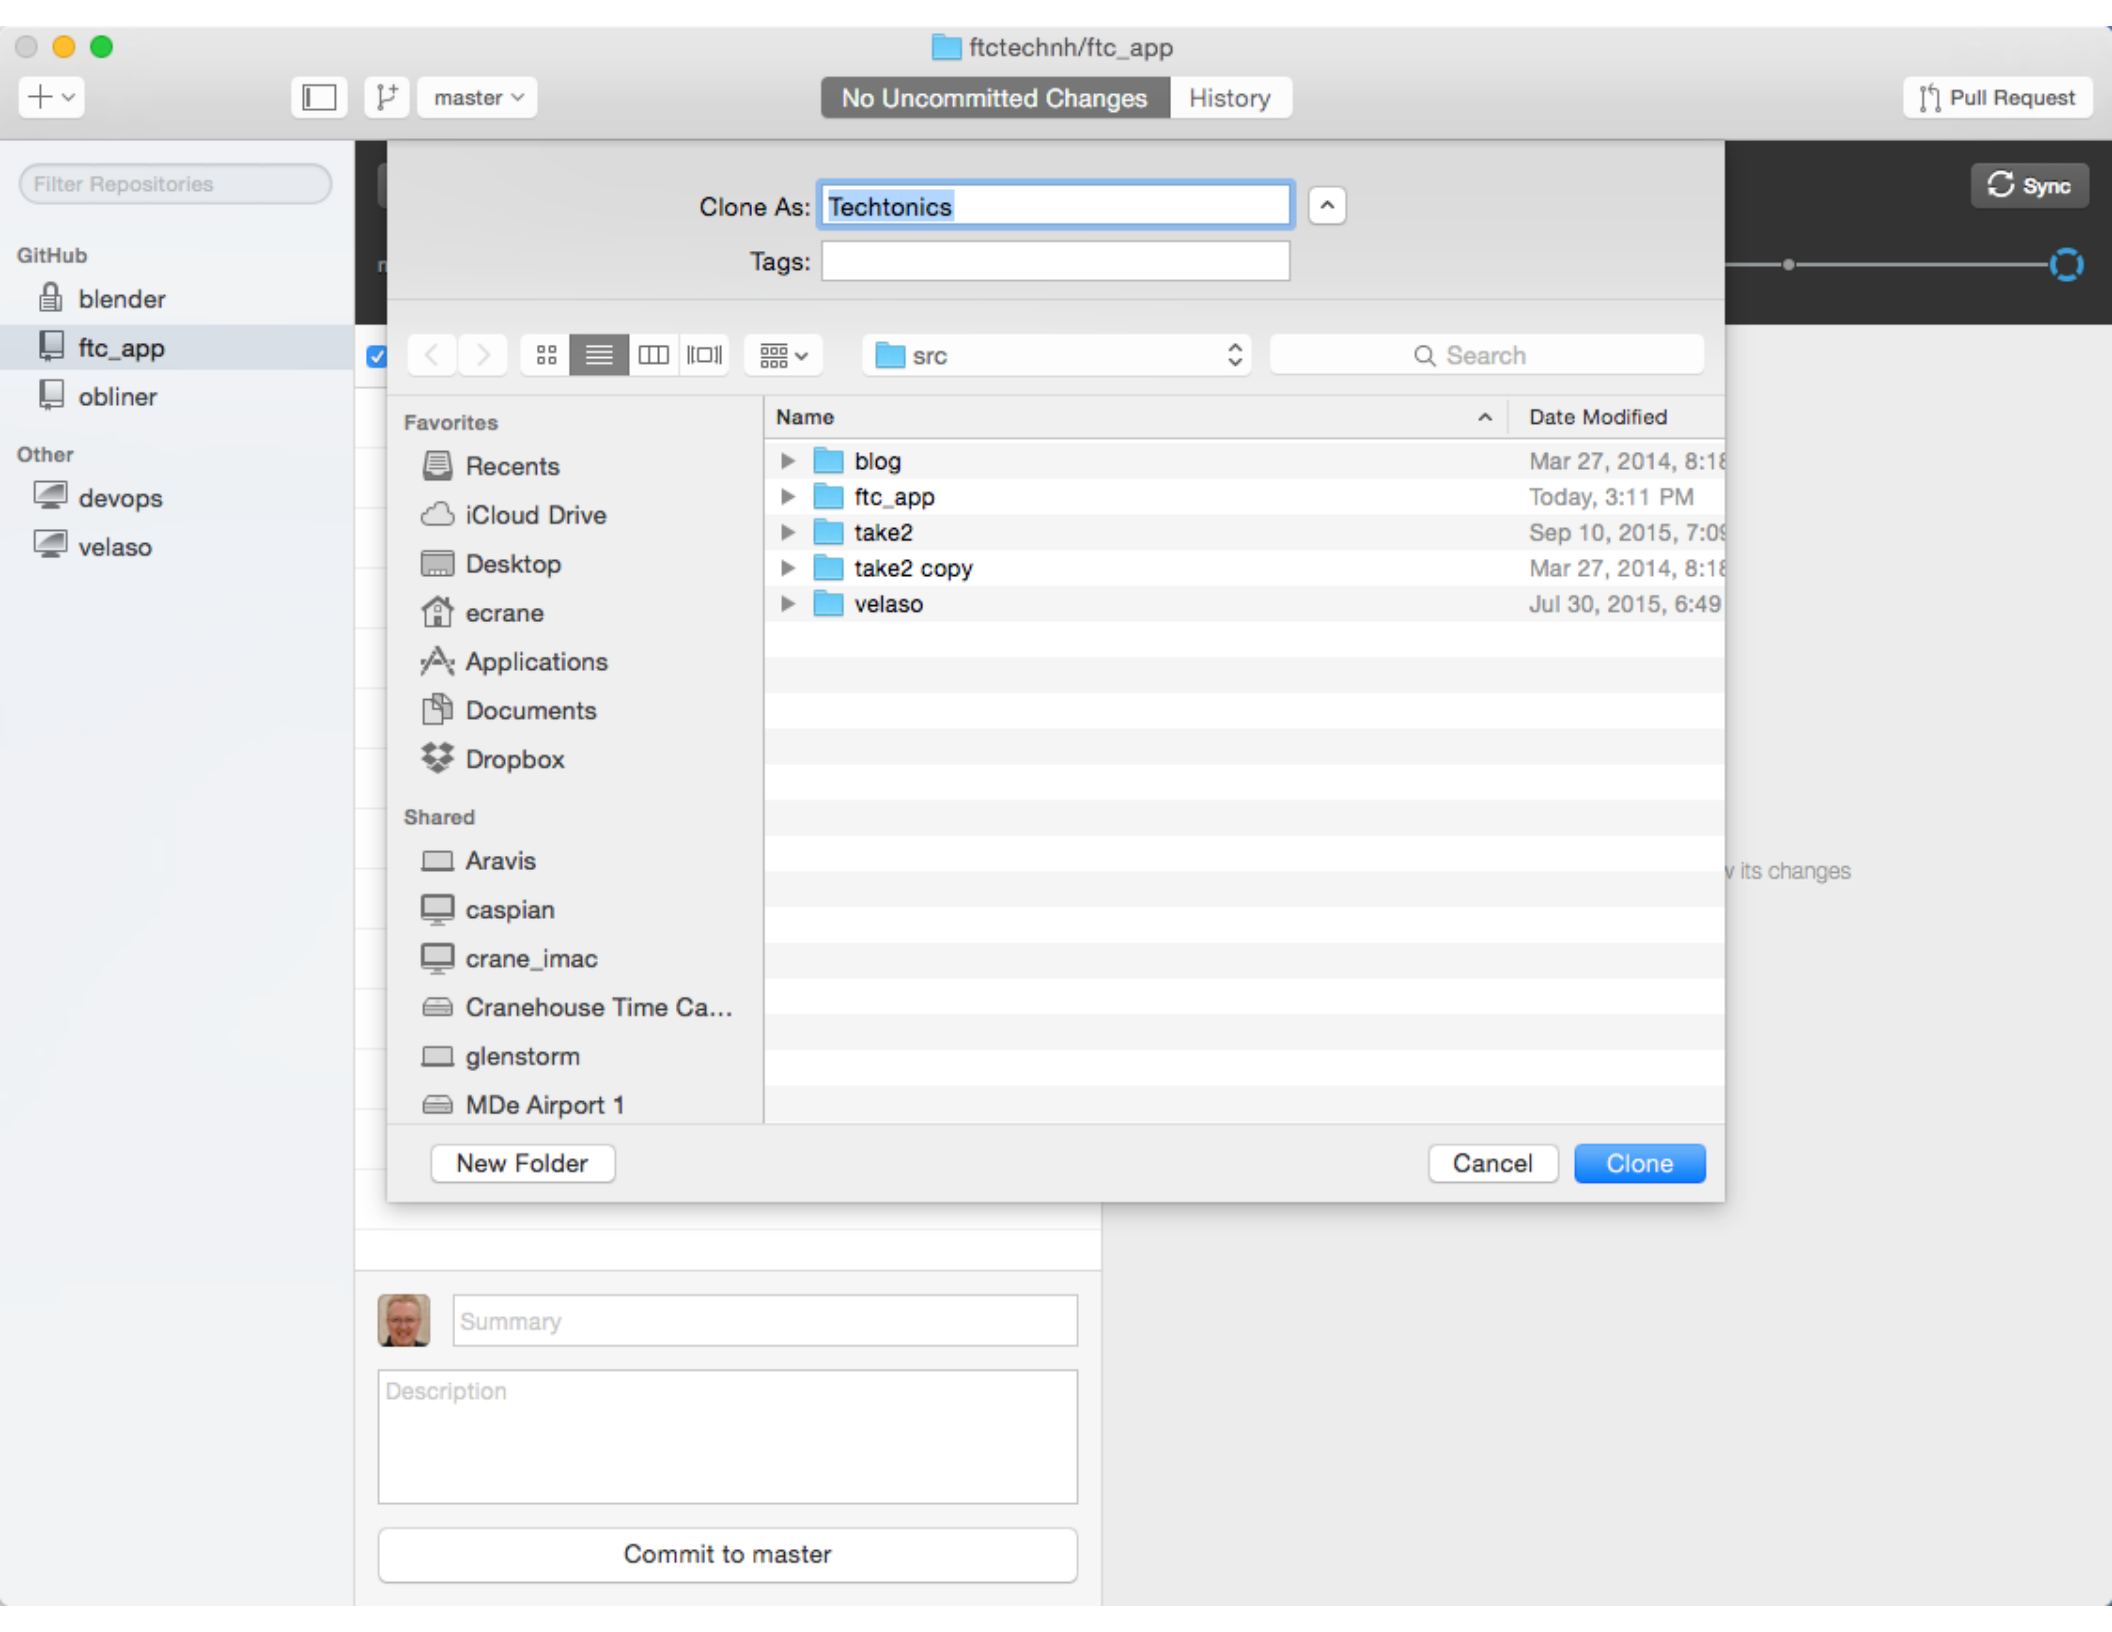 ftctechnh/ftc_app
master
No Uncommitted Changes
History
Pull Request
Filter Repositories
GitHub
blender
ftc_app
obliner
Other
devops
velaso
Sync
Clone As: Techtonics
Tags:
src
Search
Favorites
Recents
iCloud Drive
Desktop
ecrane
Applications
Documents
Dropbox
Shared
Aravis
caspian
crane_imac
Cranehouse Time Ca...
glenstorm
MDe Airport 1
Name Date Modified
blog Mar 27, 2014, 8:18
ftc_app Today, 3:11 PM
take2 Sep 10, 2015, 7:09
take2 copy Mar 27, 2014, 8:18
velaso Jul 30, 2015, 6:49
its changes
New Folder
Cancel
Clone
Summary
Description
Commit to master